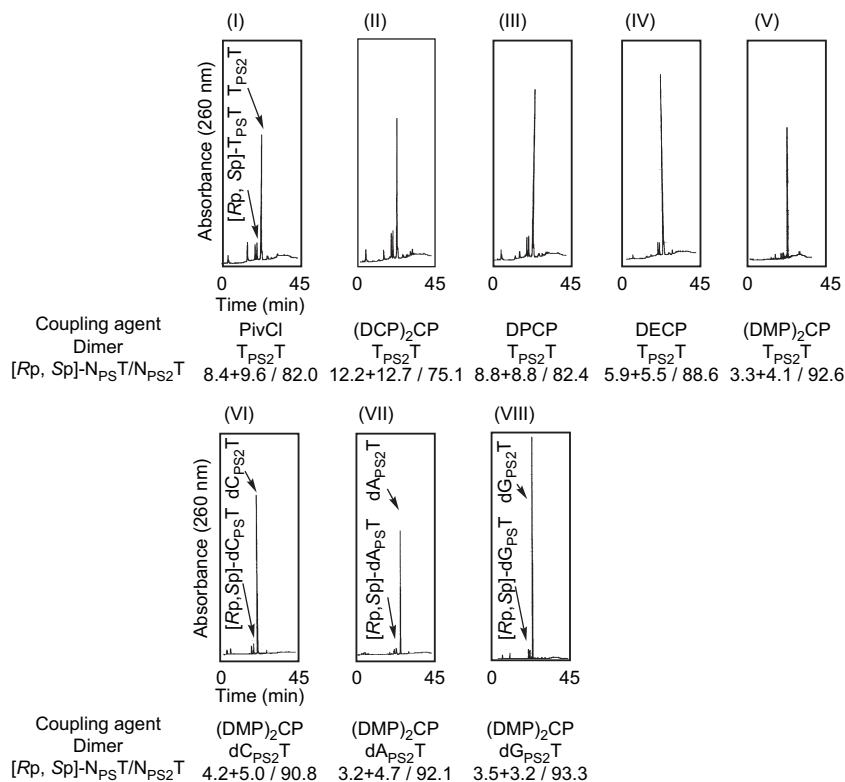 (I) (II) (III) (IV) (V)
Absorbance (260 nm)
[Rp, Sp]-TPST TPS2T
0 45 0 45 0 45 0 45 0 45
Time (min)
Coupling agent PivCl (DCP)2CP DPCP DECP (DMP)2CP
Dimer TPS2T TPS2T TPS2T TPS2T TPS2T
[Rp, Sp]-NPST/NPS2T 8.4+9.6 / 82.0 12.2+12.7 / 75.1 8.8+8.8 / 82.4 5.9+5.5 / 88.6 3.3+4.1 / 92.6
(VI) (VII) (VIII)
Absorbance (260 nm)
[Rp,Sp]-dCPST dCPS2T
[Rp,Sp]-dAPST dAPS2T
[Rp,Sp]-dGPST dGPS2T
0 45 0 45 0 45
Time (min)
Coupling agent (DMP)2CP (DMP)2CP (DMP)2CP
Dimer dCPS2T dAPS2T dGPS2T
[Rp, Sp]-NPST/NPS2T 4.2+5.0 / 90.8 3.2+4.7 / 92.1 3.5+3.2 / 93.3